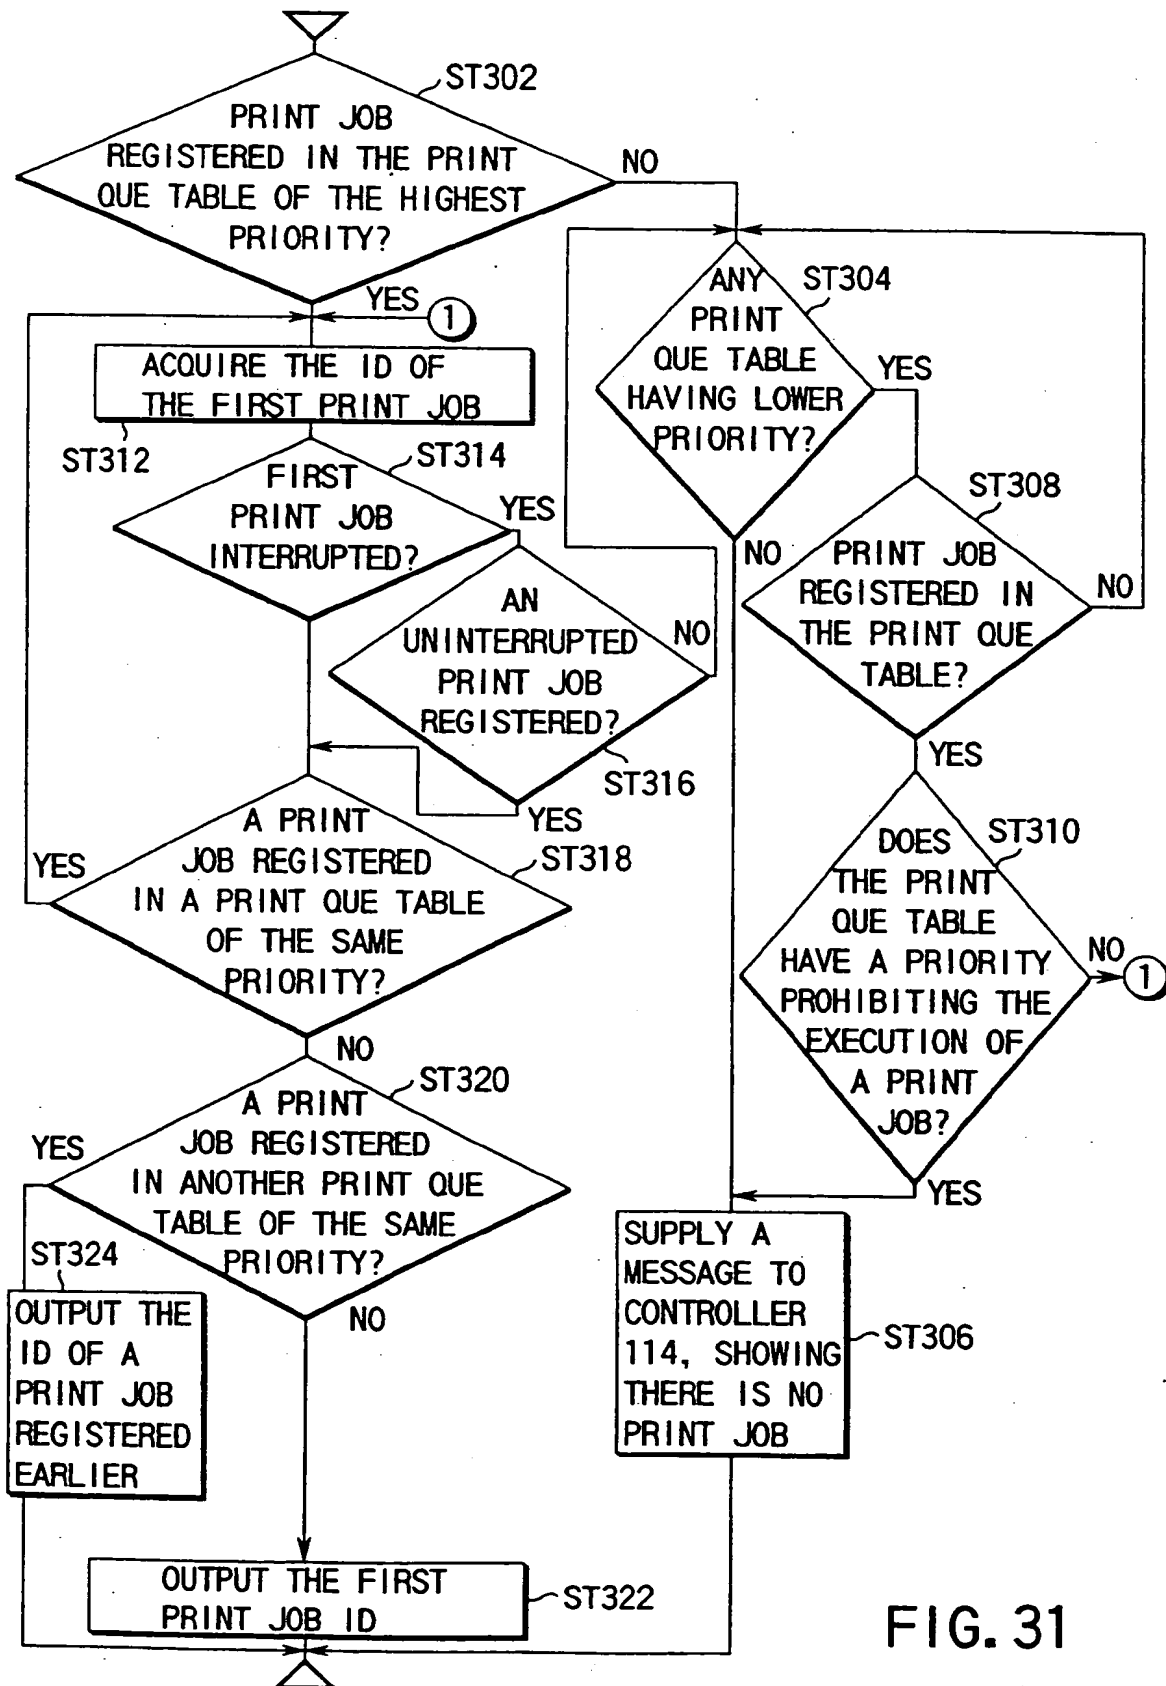 ST302
PRINT JOB
REGISTERED IN THE PRINT
QUE TABLE OF THE HIGHEST
PRIORITY?
NO
YES
1
ACQUIRE THE ID OF
THE FIRST PRINT JOB
ST312
ST314
FIRST
PRINT JOB
INTERRUPTED?
YES
AN
UNINTERRUPTED
PRINT JOB
REGISTERED?
NO
ST316
YES
A PRINT
JOB REGISTERED
IN A PRINT QUE TABLE
OF THE SAME
PRIORITY?
ST318
YES
NO
ST320
A PRINT
JOB REGISTERED
IN ANOTHER PRINT QUE
TABLE OF THE SAME
PRIORITY?
YES
NO
ST324
OUTPUT THE
ID OF A
PRINT JOB
REGISTERED
EARLIER
OUTPUT THE FIRST
PRINT JOB ID
ST322
ANY
PRINT
QUE TABLE
HAVING LOWER
PRIORITY?
ST304
YES
NO
ST308
PRINT JOB
REGISTERED IN
THE PRINT QUE
TABLE?
NO
YES
ST310
DOES
THE PRINT
QUE TABLE
HAVE A PRIORITY
PROHIBITING THE
EXECUTION OF
A PRINT
JOB?
NO
1
YES
SUPPLY A
MESSAGE TO
CONTROLLER
114, SHOWING
THERE IS NO
PRINT JOB
ST306
FIG. 31